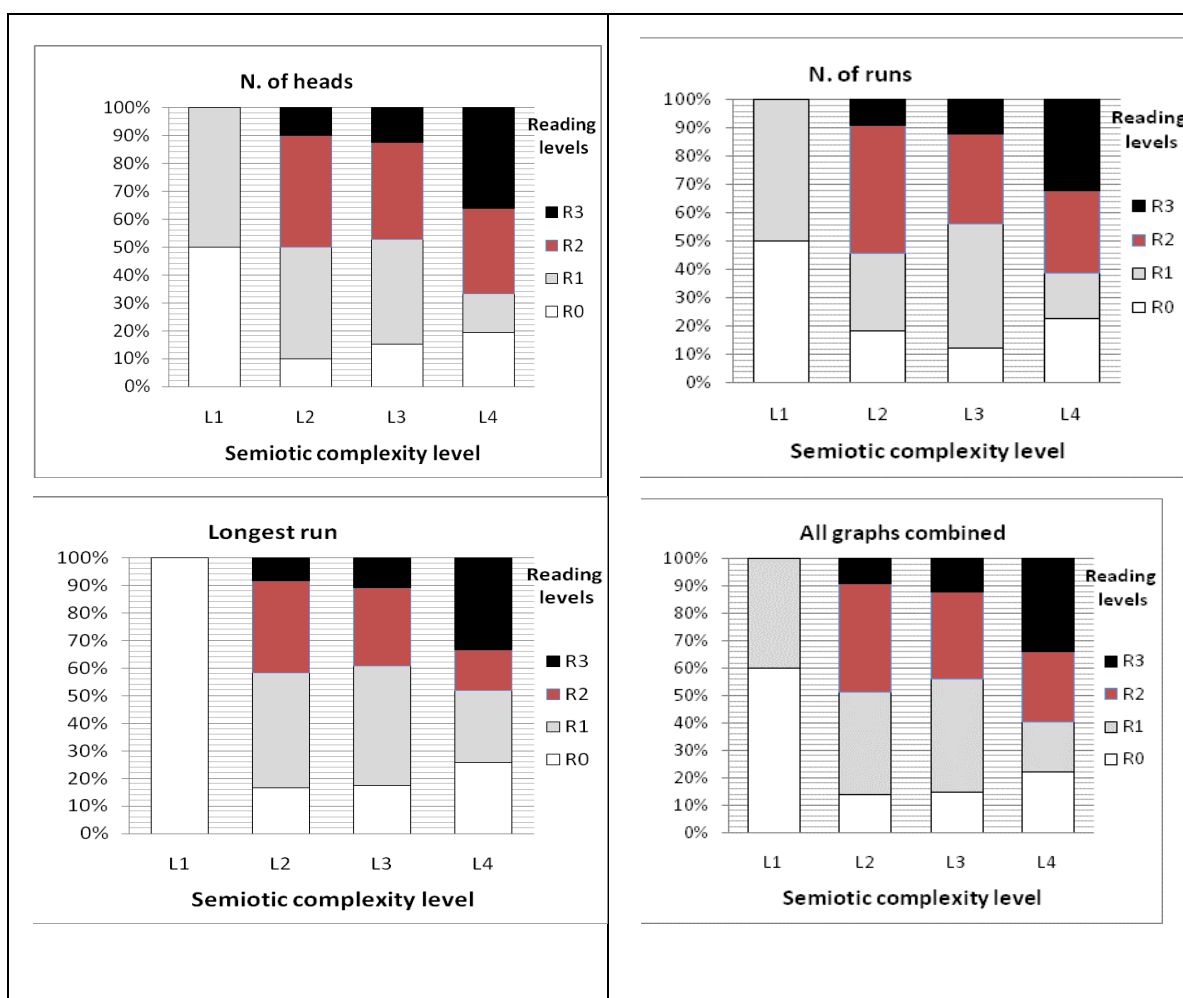 N. of heads
100%
90%
80%
70%
60%
50%
40%
30%
20%
10%
0%
Reading
levels
R3
R2
R1
R0
L1 L2 L3 L4
Semiotic complexity level
N. of runs
100%
90%
80%
70%
60%
50%
40%
30%
20%
10%
0%
Reading
levels
R3
R2
R1
R0
L1 L2 L3 L4
Semiotic complexity level
Longest run
100%
90%
80%
70%
60%
50%
40%
30%
20%
10%
0%
Reading
levels
R3
R2
R1
R0
L1 L2 L3 L4
Semiotic complexity level
All graphs combined
100%
90%
80%
70%
60%
50%
40%
30%
20%
10%
0%
Reading
levels
R3
R2
R1
R0
L1 L2 L3 L4
Semiotic complexity level